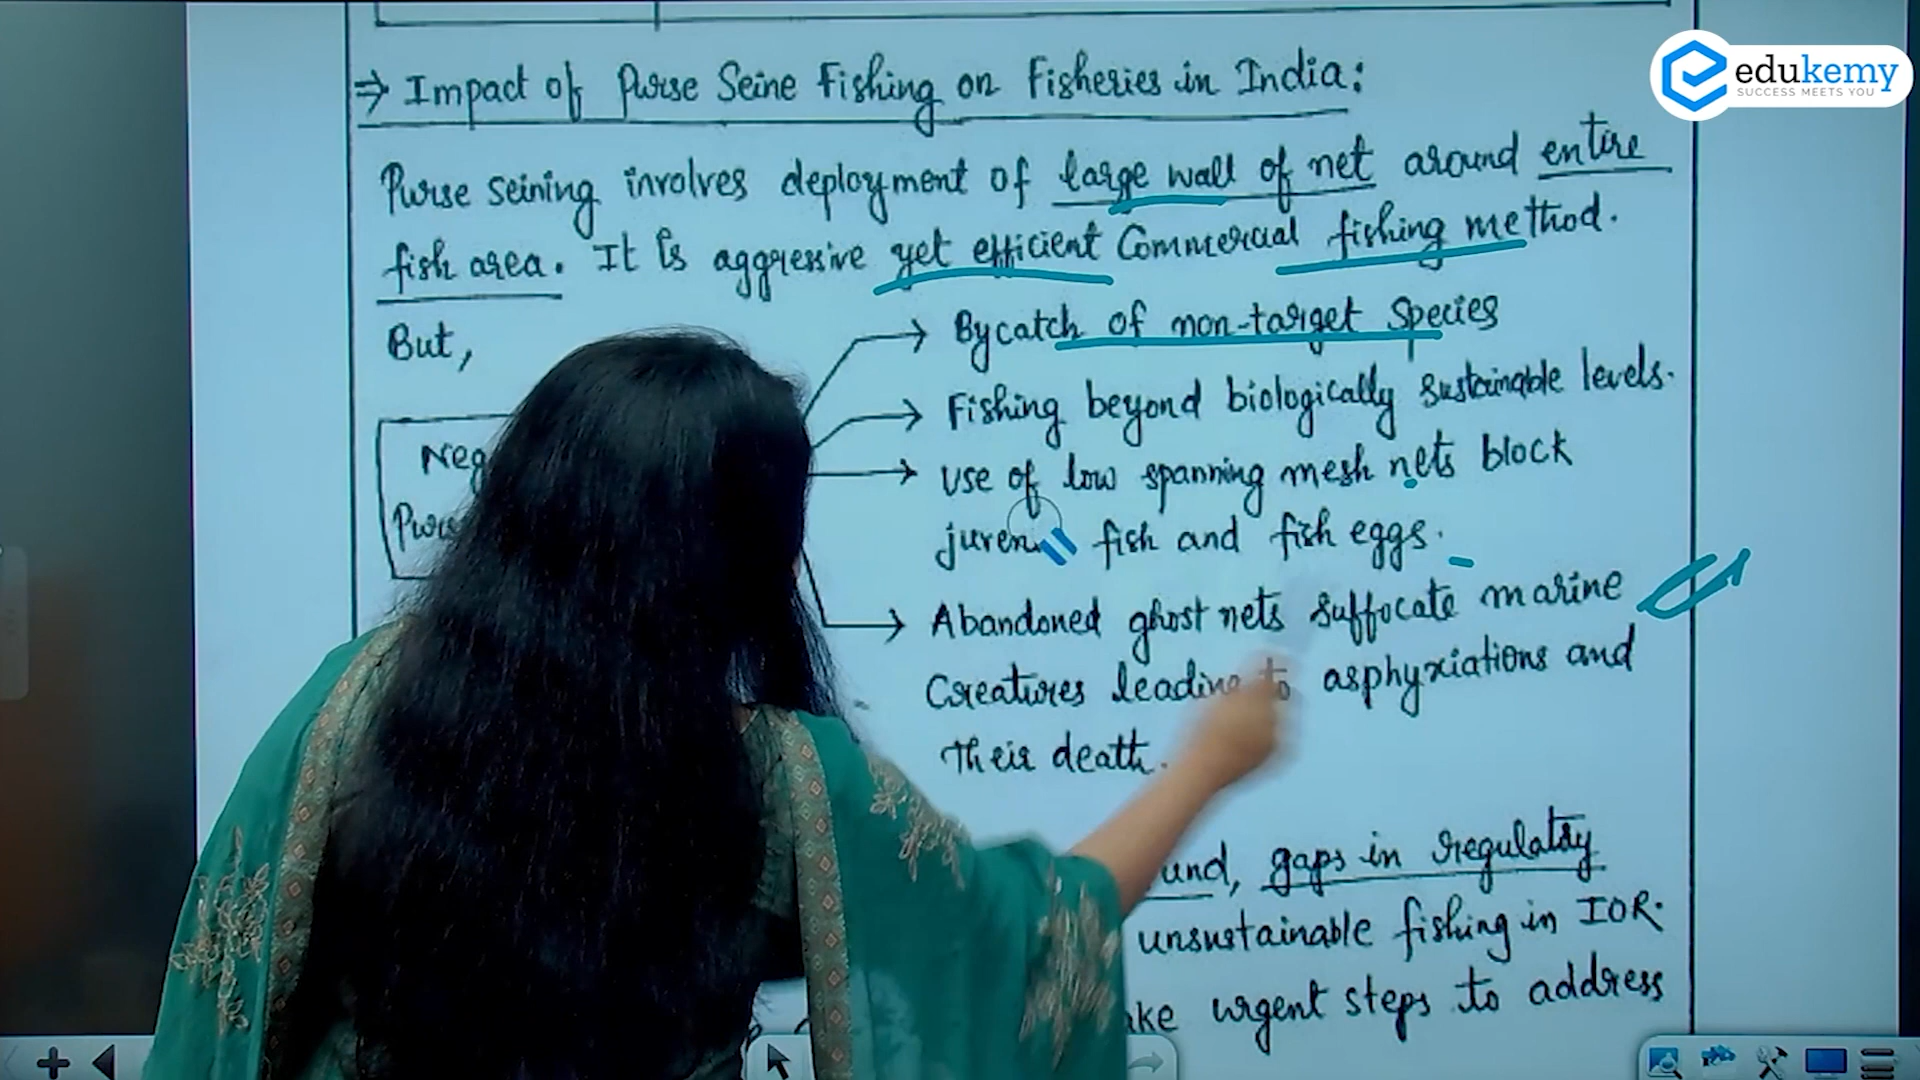 edukemy
SUCCESS MEETS YOU
⇒ Impact of Purse Seine Fishing on Fisheries in India:
Purse Seining involves deployment of large wall of net around entire
fish area. It is aggressive yet efficient Commercial fishing method.
But,
Neg
Purs
→ Bycatch of non-target Species
→ Fishing beyond biologically sustainable levels.
→ Use of low spanning mesh nets block
fish and fish eggs.
→ Abandoned ghost nets suffocate marine
Creatures leading to asphyxiations and
their death.
und, gaps in regulatory
unsustainable fishing in IOR.
ake urgent steps to address